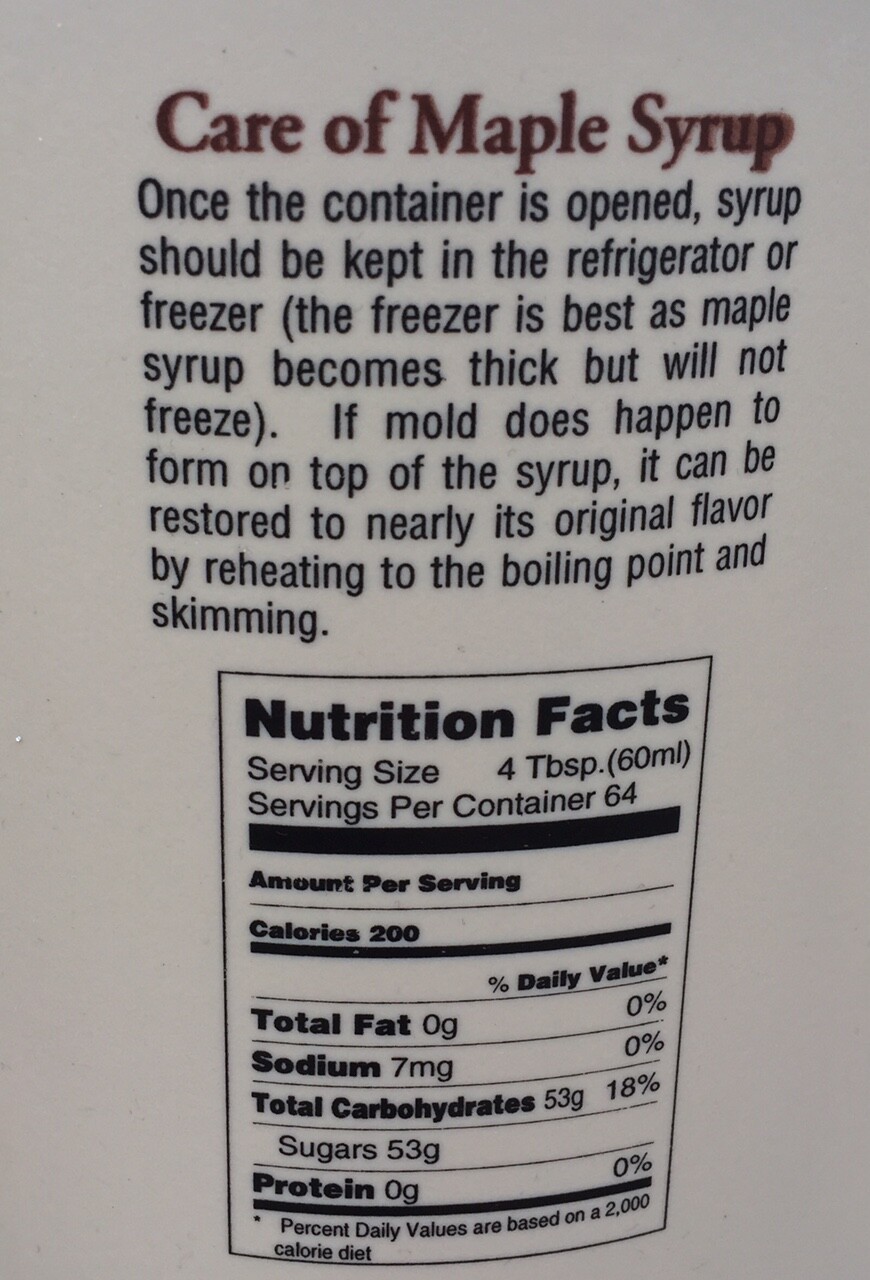 Care of Maple Syrup
Once the container is opened, syrup
should be kept in the refrigerator or
freezer (the freezer is best as maple
syrup becomes thick but will not
freeze). If mold does happen to
form on top of the syrup, it can be
restored to nearly its original flavor
by reheating to the boiling point and
skimming.
Nutrition Facts
Serving Size 4 Tbsp.(60ml)
Servings Per Container 64
Amount Per Serving
Calories 200
% Daily Value*
Total Fat 0g 0%
Sodium 7mg 0%
Total Carbohydrates 53g 18%
Sugars 53g
Protein 0g 0%
* Percent Daily Values are based on a 2,000
calorie diet